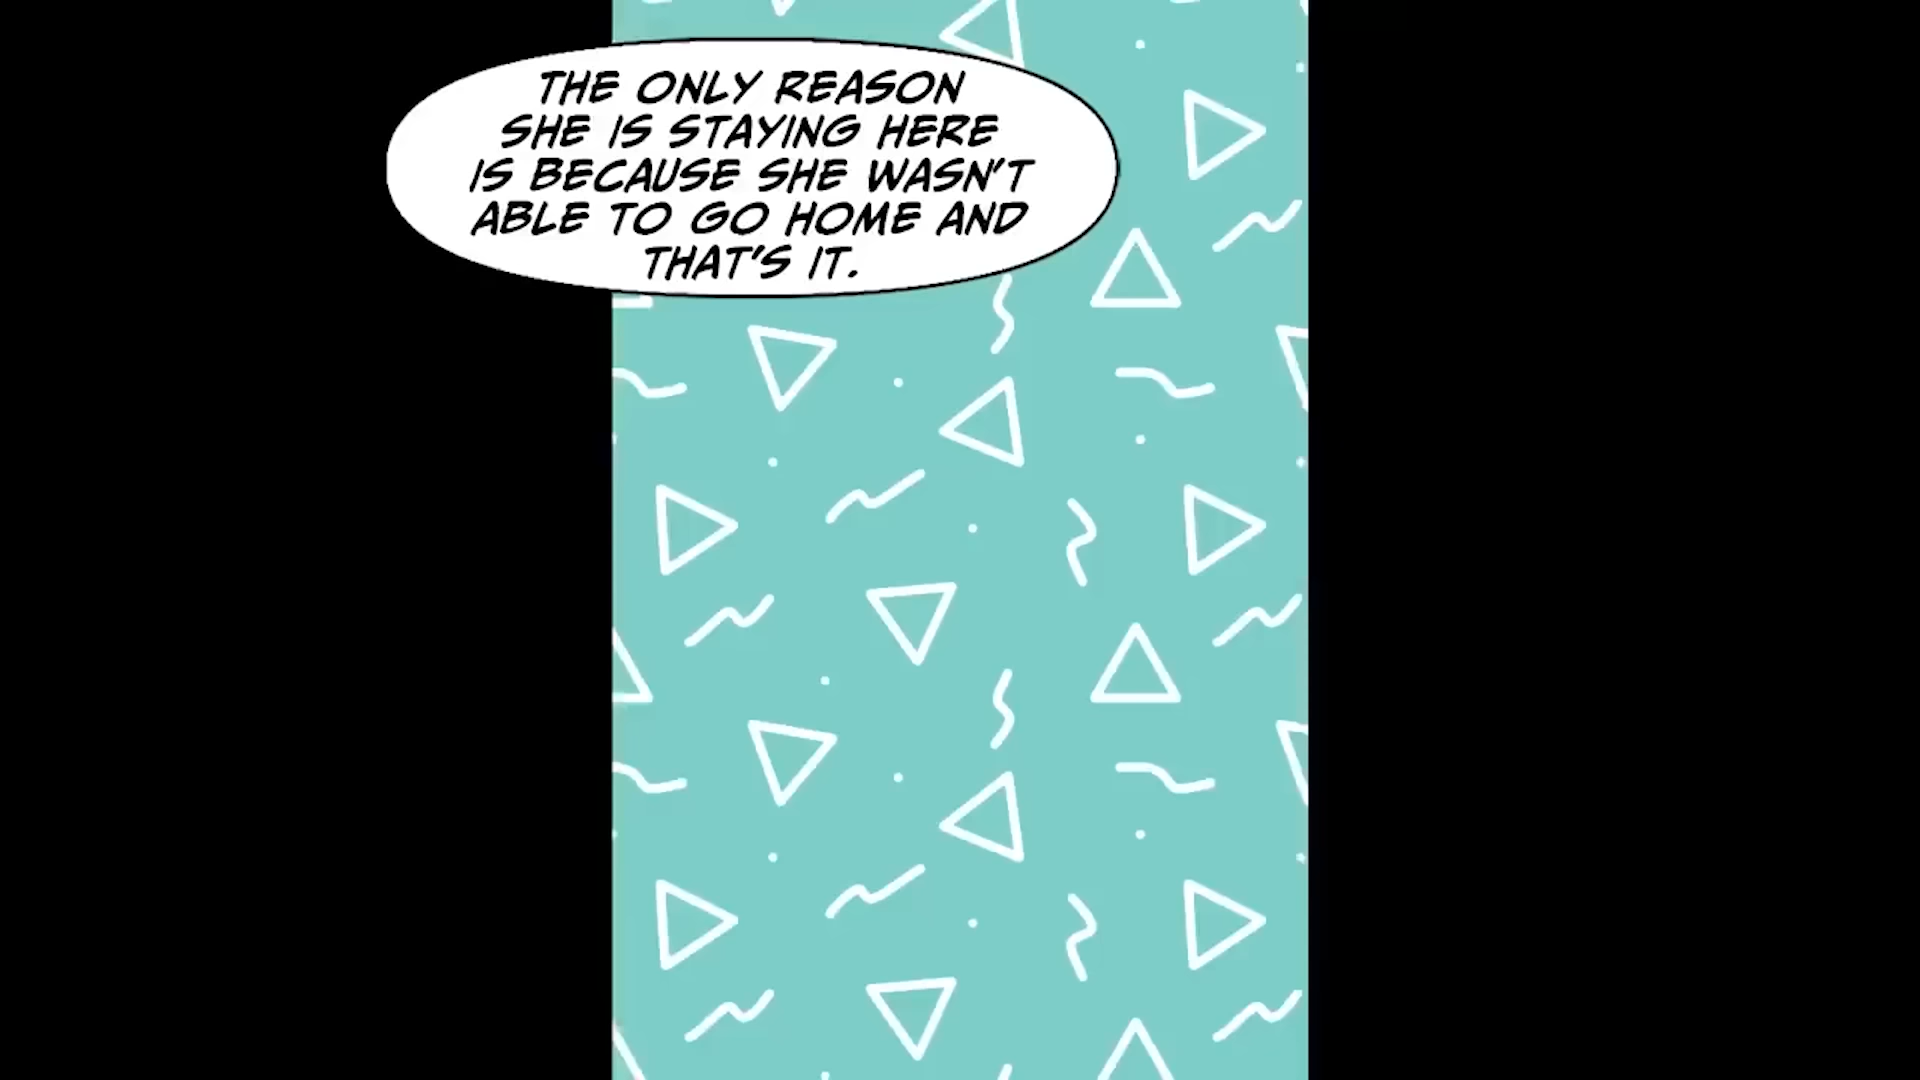 THE ONLY REASON
SHE IS STAYING HERE
IS BECAUSE SHE WASN'T
ABLE TO GO HOME AND
THAT'S IT.